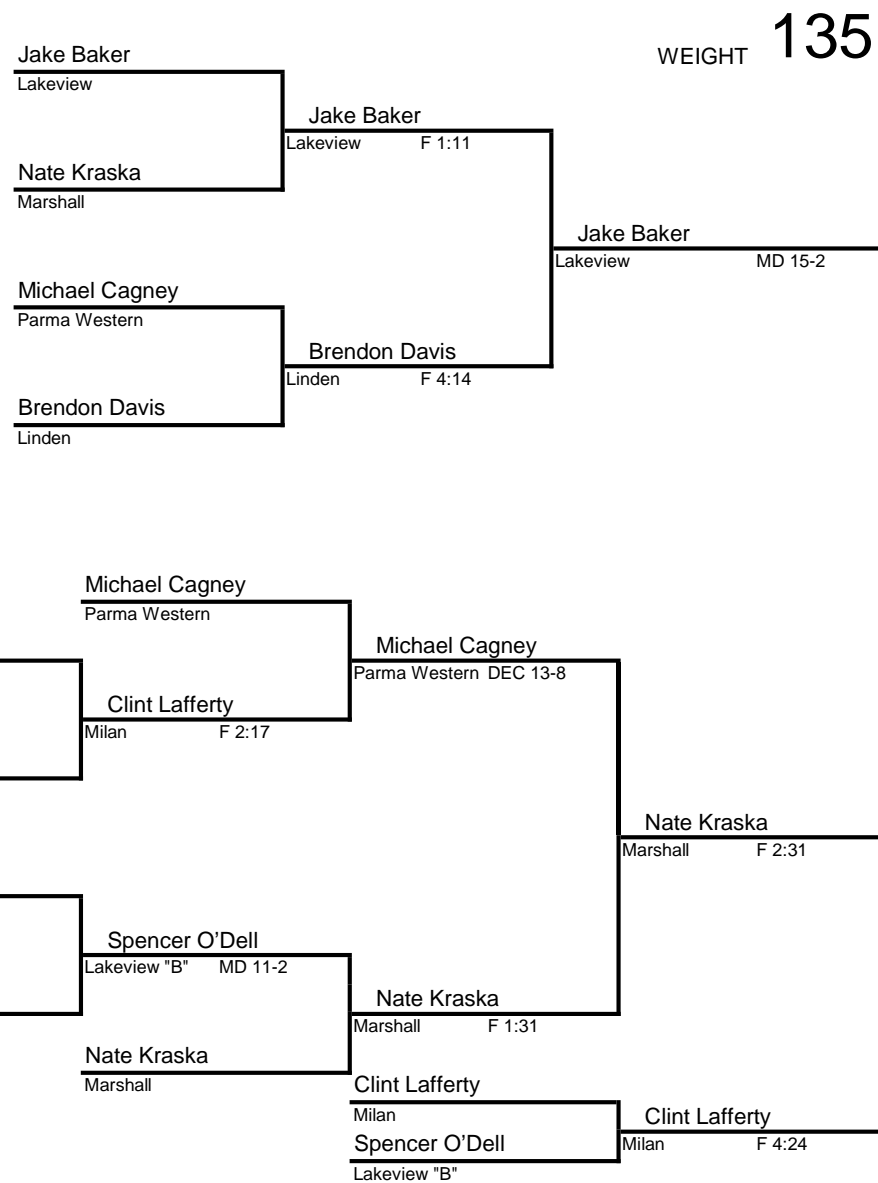 WEIGHT 135
Jake Baker
Lakeview
Jake Baker
Lakeview F 1:11
Nate Kraska
Marshall
Jake Baker
Lakeview MD 15-2
Michael Cagney
Parma Western
Brendon Davis
Linden F 4:14
Brendon Davis
Linden
Michael Cagney
Parma Western
Michael Cagney
Parma Western DEC 13-8
Clint Lafferty
Milan F 2:17
Nate Kraska
Marshall F 2:31
Spencer O’Dell
Lakeview "B" MD 11-2
Nate Kraska
Marshall F 1:31
Nate Kraska
Marshall
Clint Lafferty
Milan
Clint Lafferty
Milan F 4:24
Spencer O’Dell
Lakeview "B"